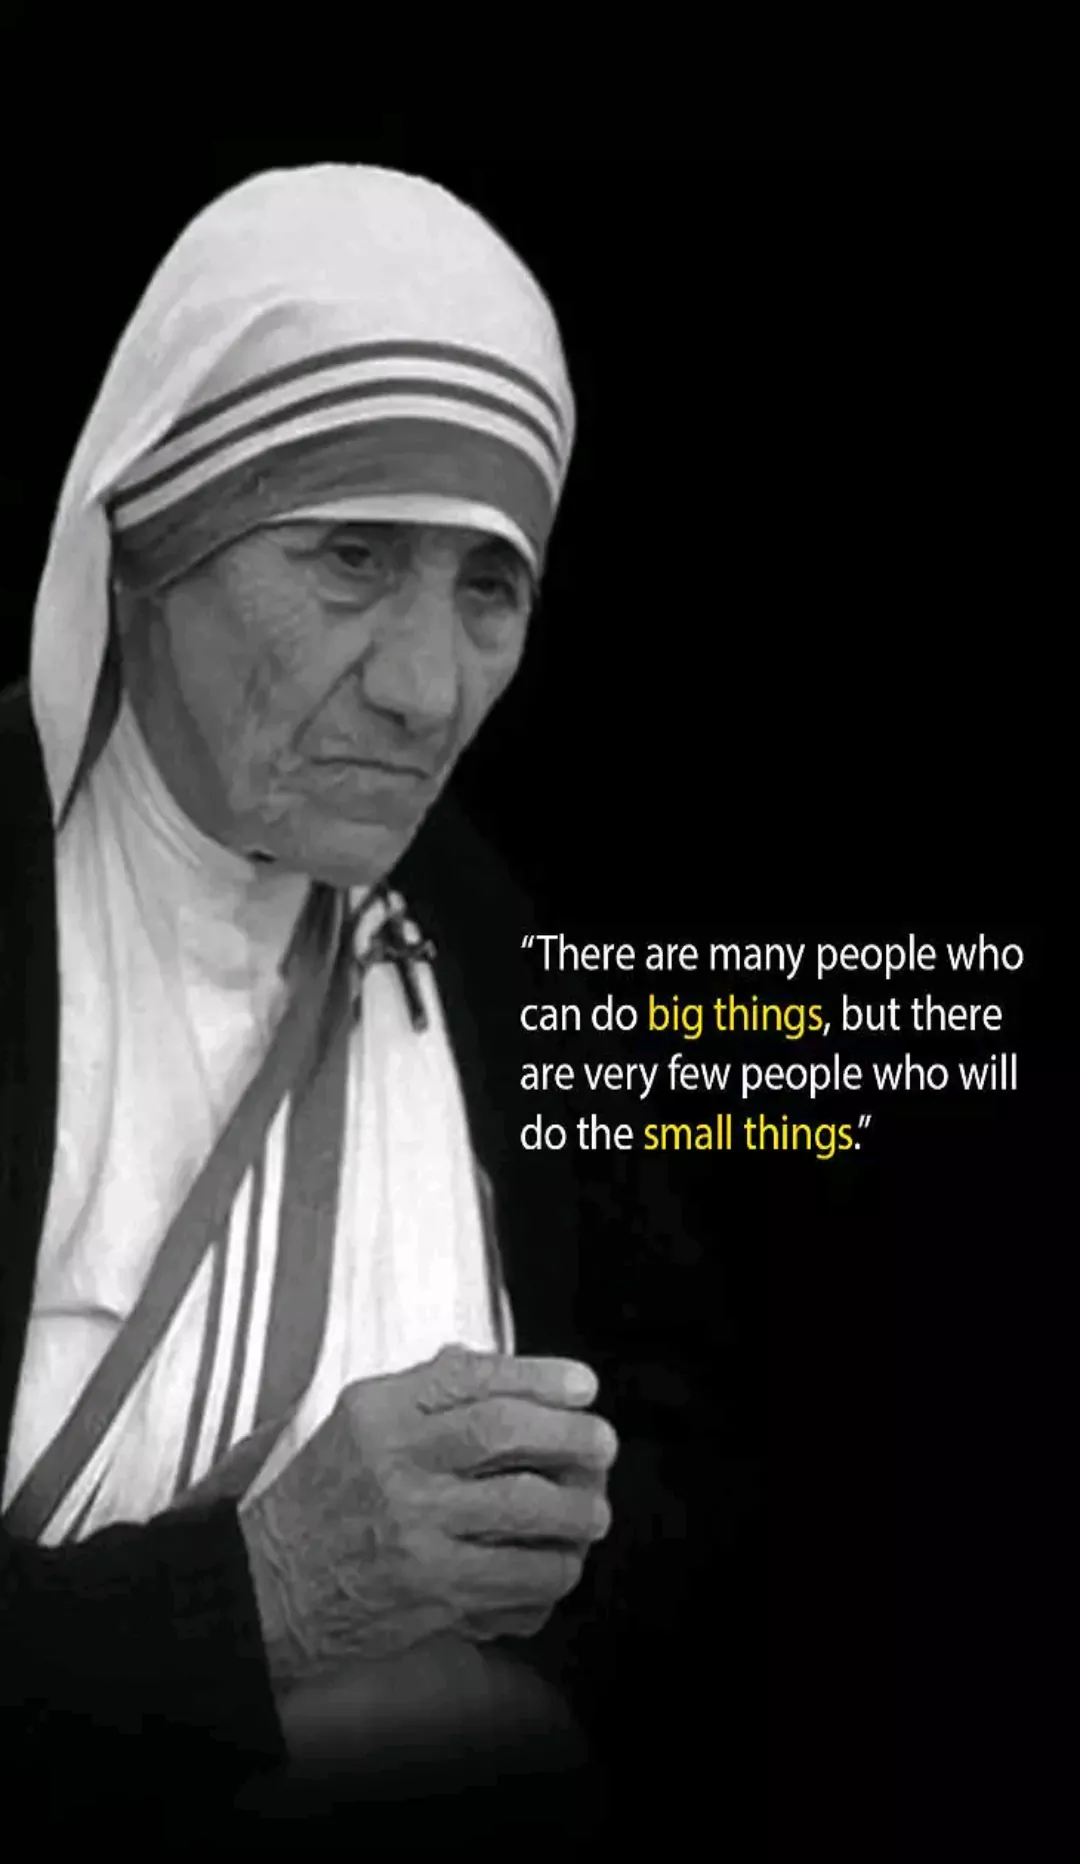 “There are many people who
can do big things, but there
are very few people who will
do the small things.”